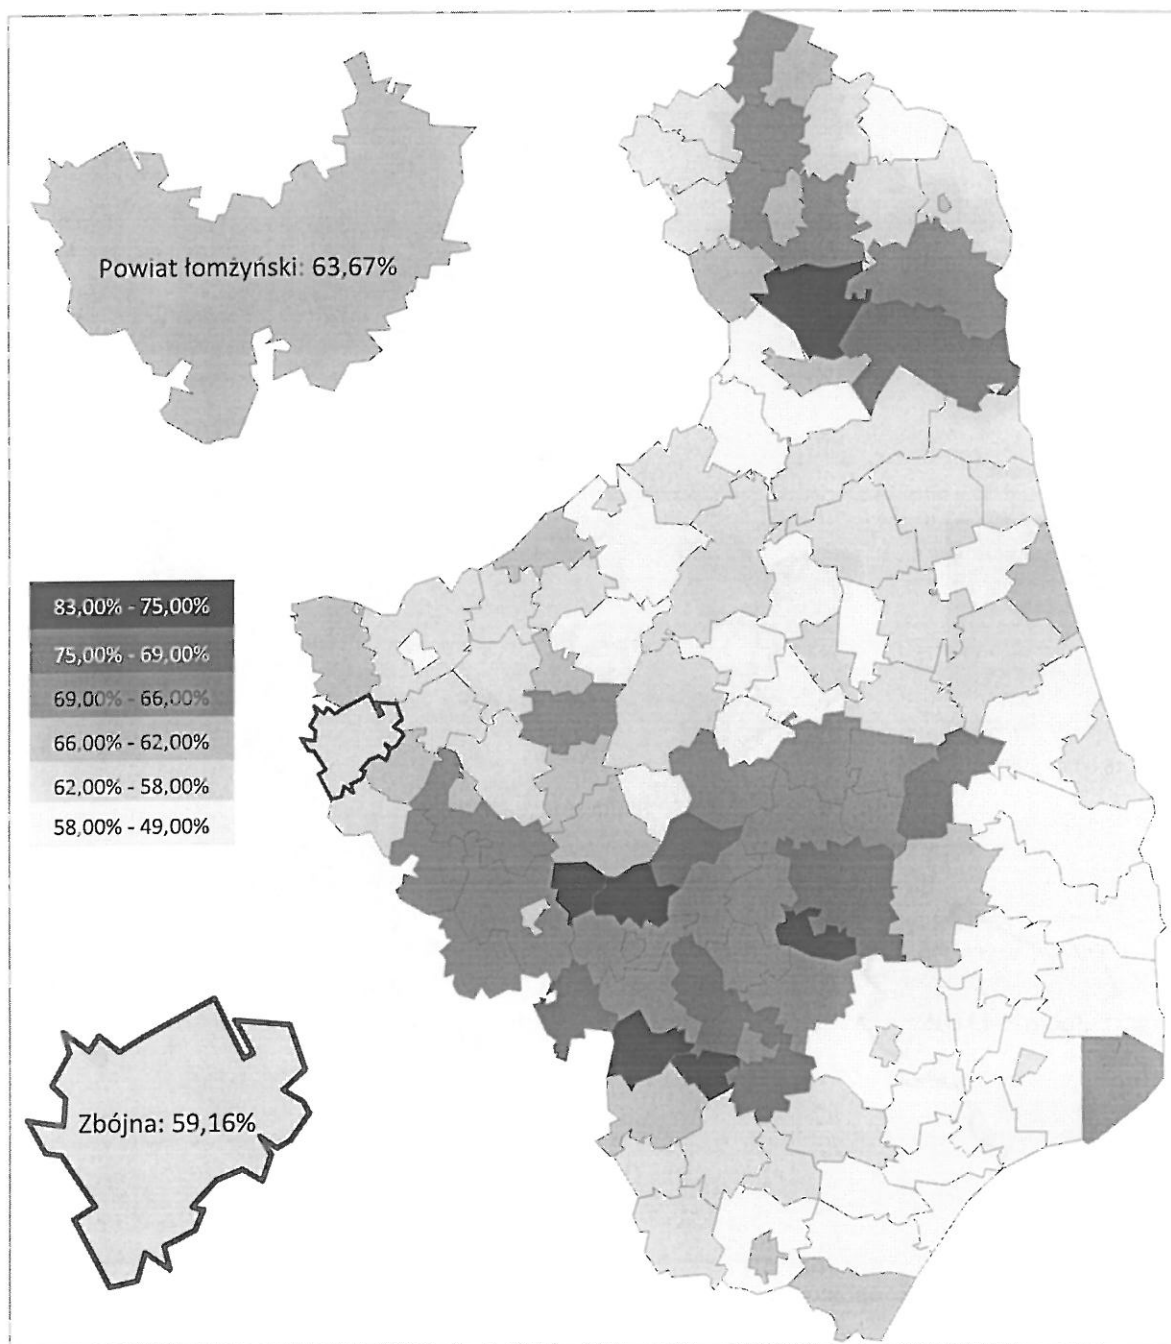 Powiat łomżyński: 63,67%
83,00% - 75,00%
75,00% - 69,00%
69,00% - 66,00%
66,00% - 62,00%
62,00% - 58,00%
58,00% - 49,00%
Zbójna: 59,16%